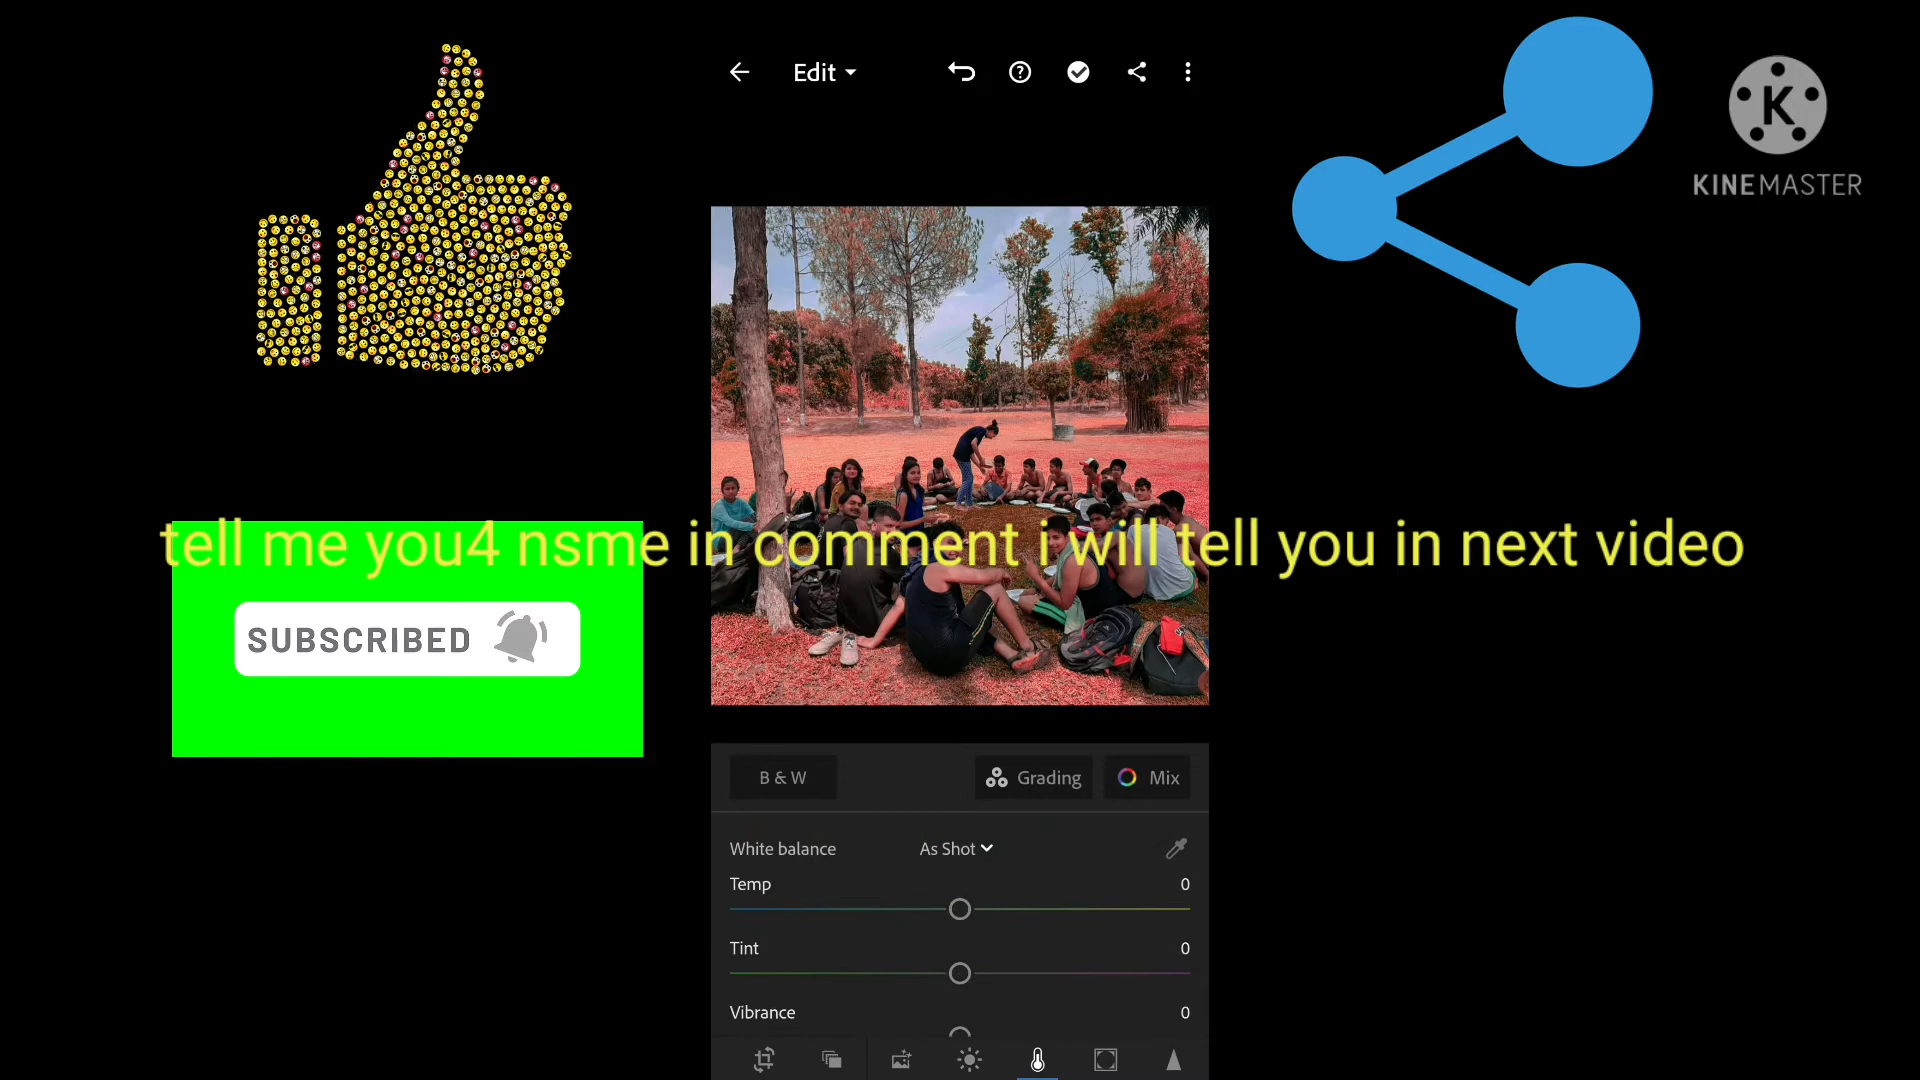 Edit
K
KINEMASTER
tell me you4 nsme in comment i will tell you in next video
SUBSCRIBED
B & W
Grading
Mix
White balance
As Shot
Temp
0
Tint
0
Vibrance
0